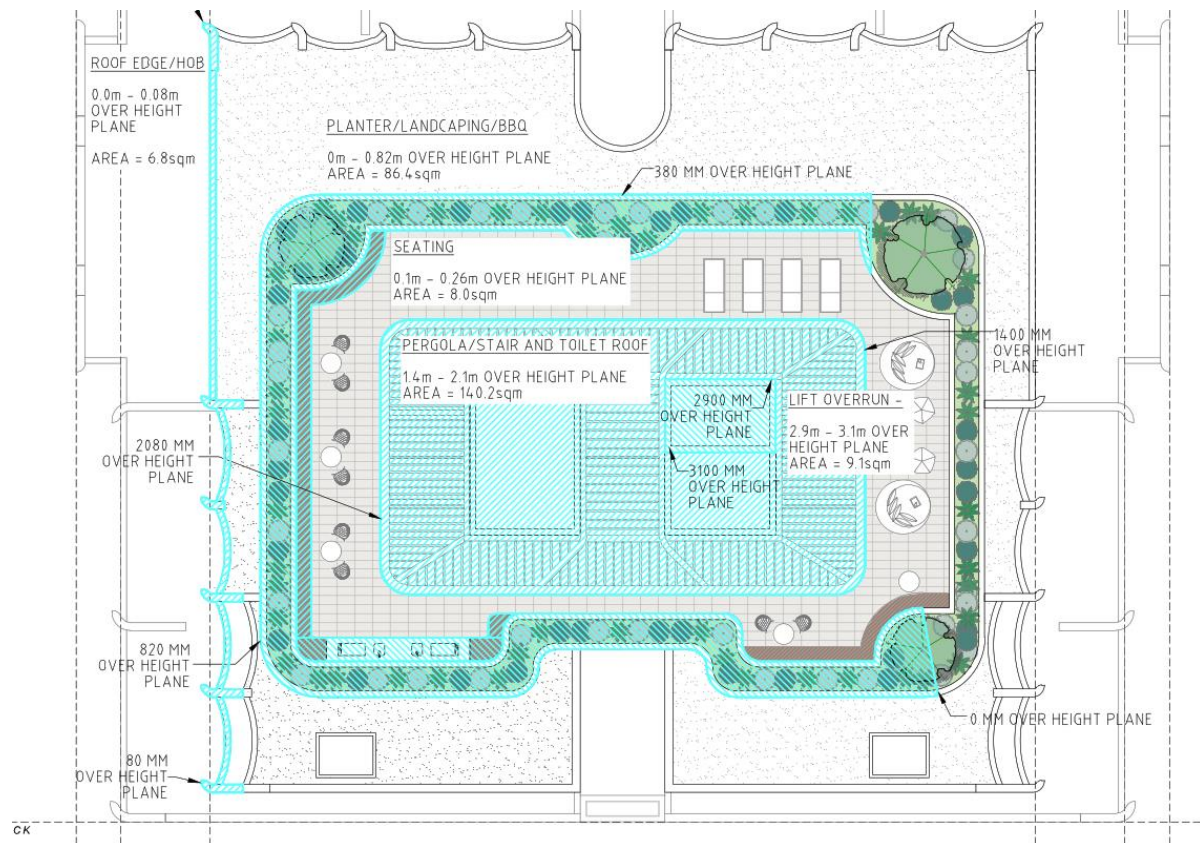 ROOF EDGE/HOB
0.0m - 0.08m
OVER HEIGHT
PLANE
AREA = 6.8sqm
PLANTER/LANDCAPING/BBQ
0m - 0.82m OVER HEIGHT PLANE
AREA = 86.4sqm
380 MM OVER HEIGHT PLANE
SEATING
0.1m - 0.26m OVER HEIGHT PLANE
AREA = 8.0sqm
PERGOLA/STAIR AND TOILET ROOF
1.4m - 2.1m OVER HEIGHT PLANE
AREA = 140.2sqm
1400 MM
OVER HEIGHT
PLANE
2900 MM
OVER HEIGHT
PLANE
LIFT OVERRUN -
2.9m - 3.1m OVER
HEIGHT PLANE
AREA = 9.1sqm
3100 MM
OVER HEIGHT
PLANE
2080 MM
OVER HEIGHT
PLANE
820 MM
OVER HEIGHT
PLANE
0 MM OVER HEIGHT PLANE
80 MM
OVER HEIGHT
PLANE
CK